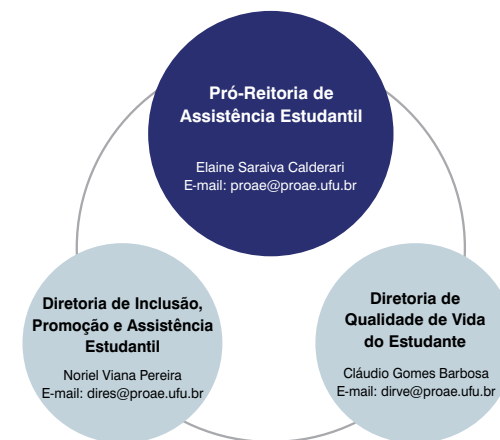 Pró-Reitoria de
Assistência Estudantil
Elaine Saraiva Calderari
E-mail: proae@proae.ufu.br
Diretoria de Inclusão,
Promoção e Assistência
Estudantil
Noriel Viana Pereira
E-mail: dires@proae.ufu.br
Diretoria de
Qualidade de Vida
do Estudante
Cláudio Gomes Barbosa
E-mail: dirve@proae.ufu.br